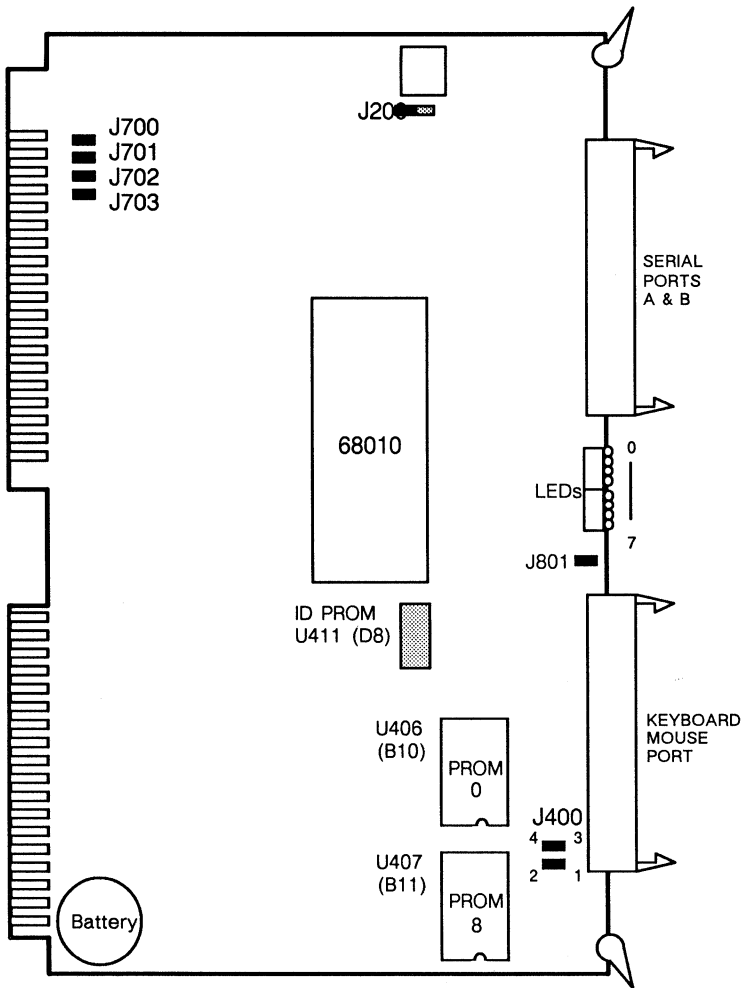 J700
J701
J702
J703
SERIAL
PORTS
A & B
68010
0
LEDs
7
J801
ID PROM
U411 (D8)
U406
(B10)
PROM
0
KEYBOARD
MOUSE
PORT
J400
4 3
2 1
U407
(B11)
PROM
8
Battery